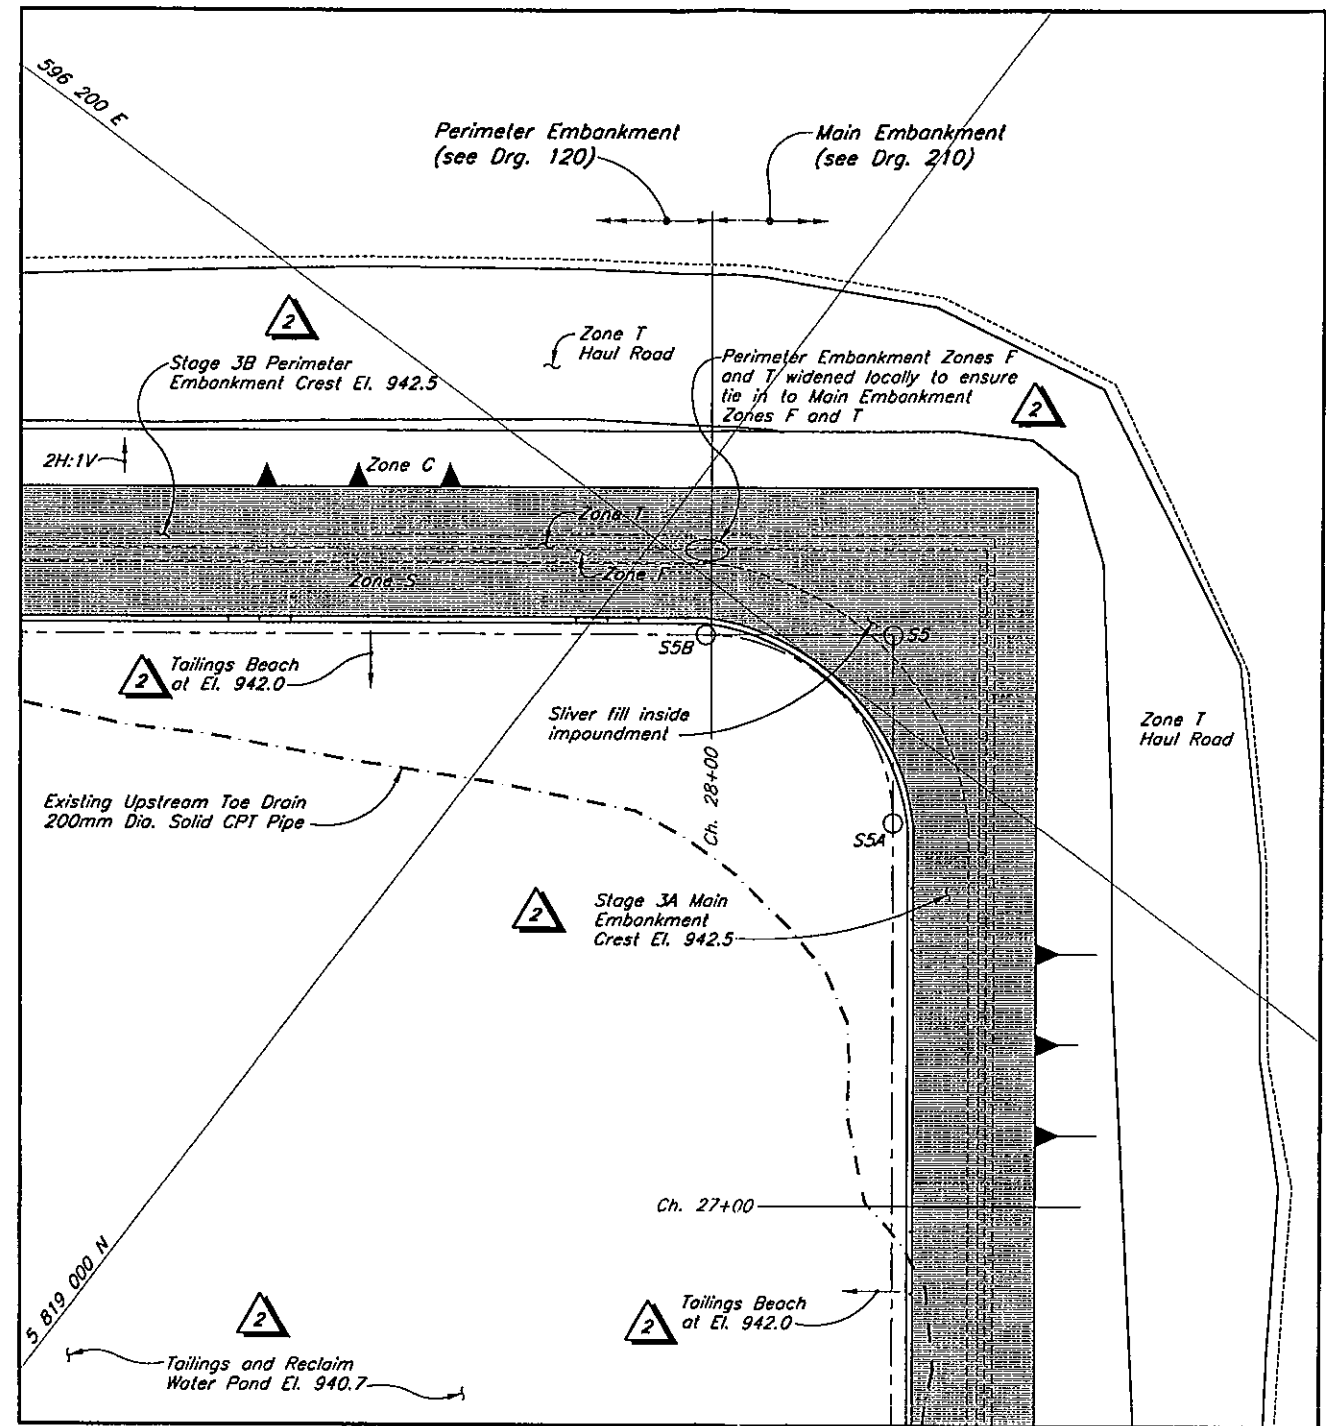 596 200 E
Perimeter Embankment
(see Drg. 120)
Main Embankment
(see Drg. 210)
2
Zone T
Haul Road
Stage 3B Perimeter
Embankment Crest El. 942.5
Perimeter Embankment Zones F
and T widened locally to ensure
tie in to Main Embankment
Zones F and T
2
2H:1V
Zone C
Zone T
Zone F
Zone S
S5B
S5
2
Tailings Beach
at El. 942.0
Sliver fill inside
impoundment
Zone T
Haul Road
Ch. 28+00
Existing Upstream Toe Drain
200mm Dia. Solid CPT Pipe
S5A
2
Stage 3A Main
Embankment
Crest El. 942.5
Ch. 27+00
5 819 000 N
2
2
Tailings Beach
at El. 942.0
Tailings and Reclaim
Water Pond El. 940.7